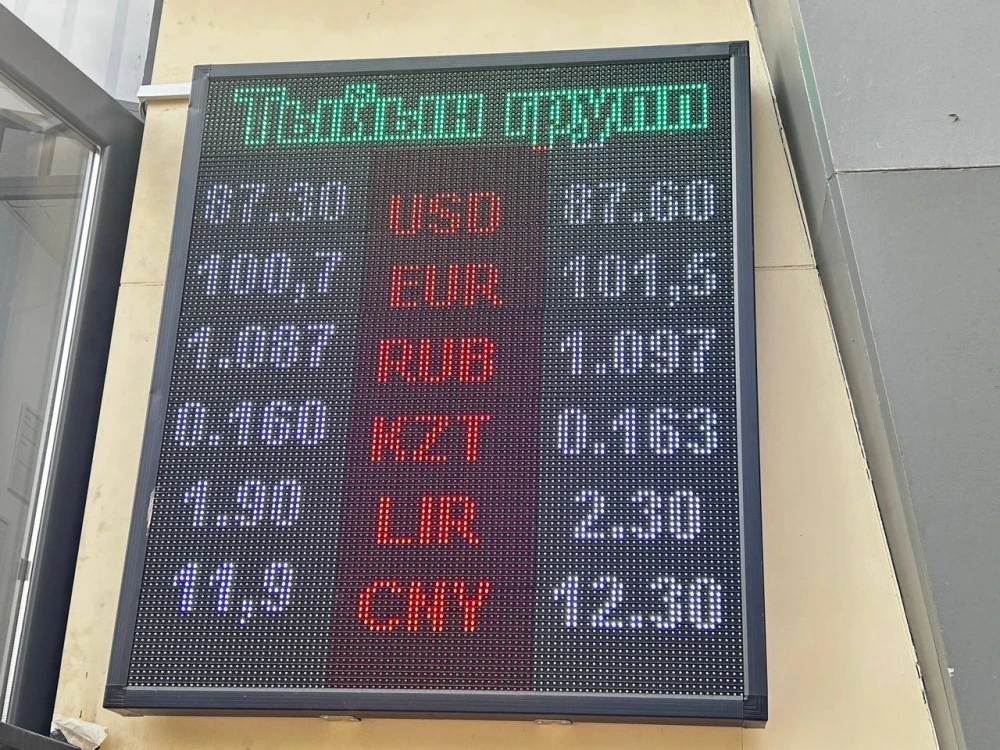 Тыйын групп
87.30 USD 87.60
100,7 EUR 101,5
1.087 RUB 1.097
0.160 KZT 0.163
1.90 LIR 2.30
11,9 CNY 12.30